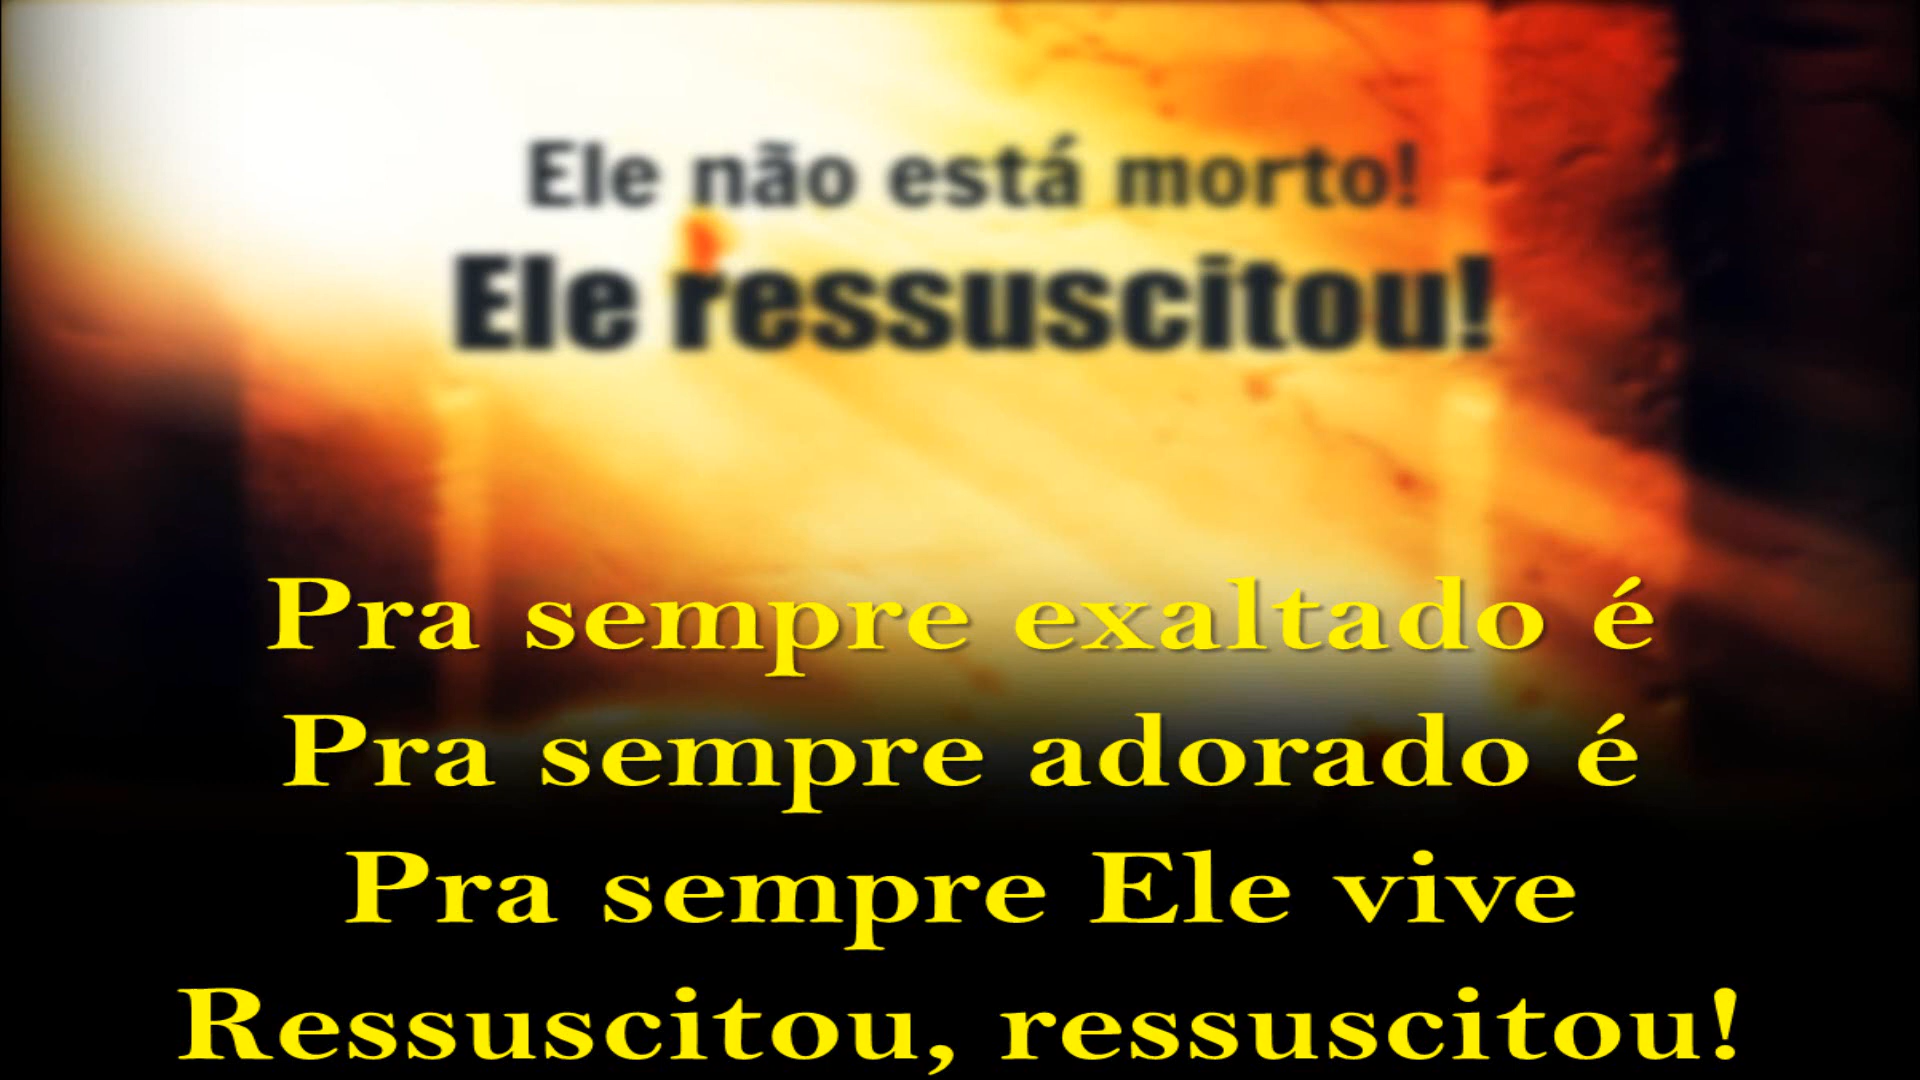 Ele não está morto!
Ele ressuscitou!
Pra sempre exaltado é
Pra sempre adorado é
Pra sempre Ele vive
Ressuscitou, ressuscitou!